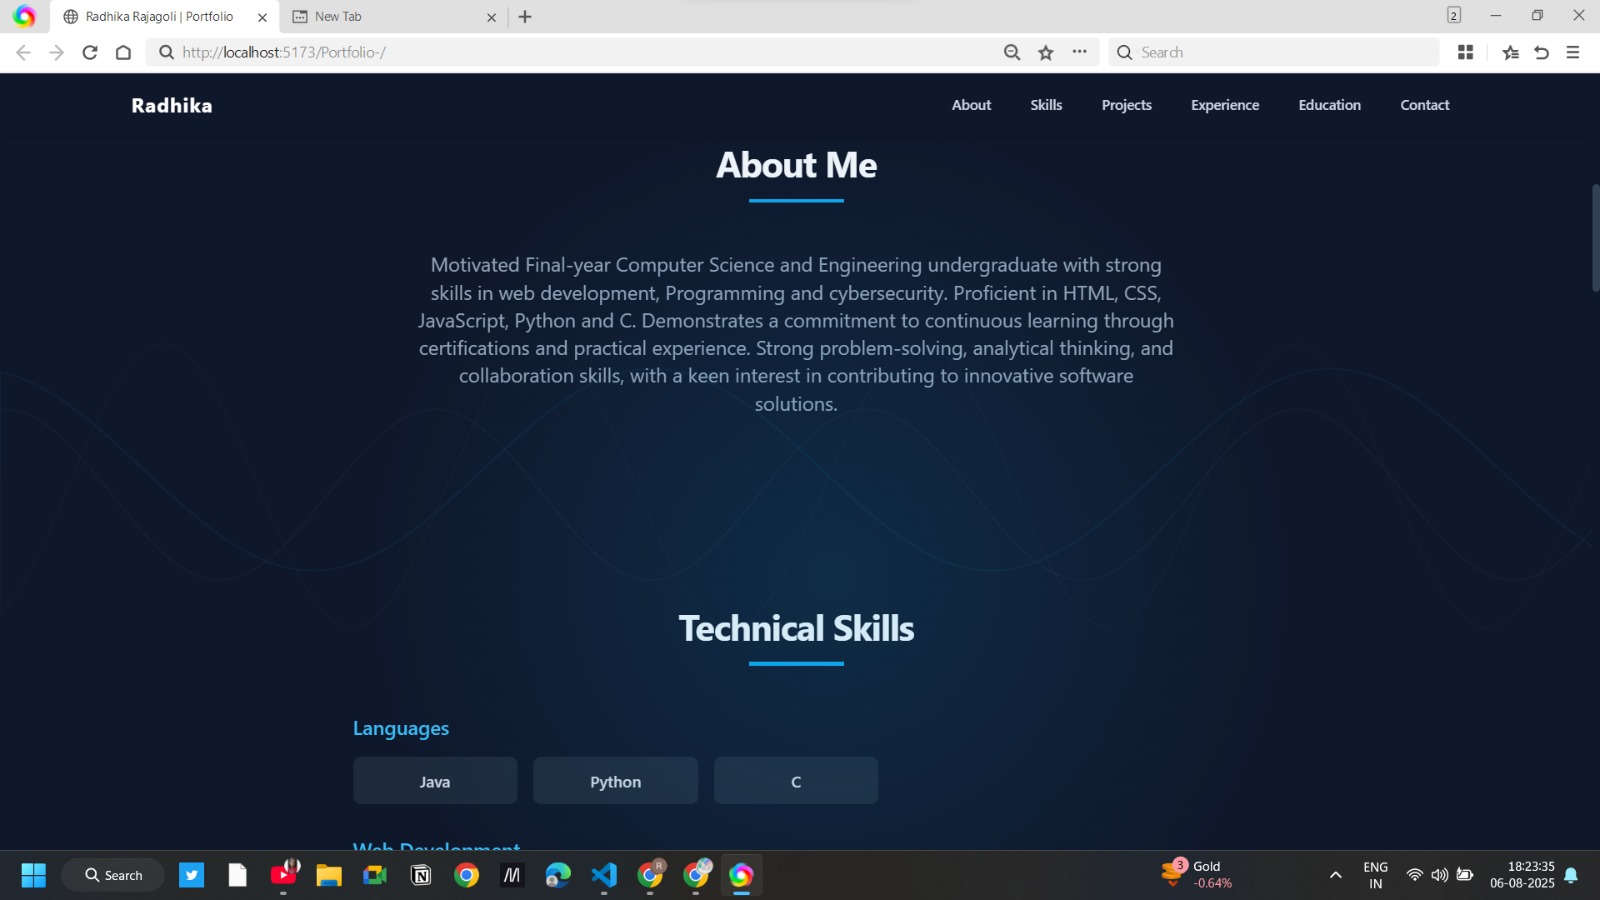 Radhika Rajagoli | Portfolio
New Tab
2
http://localhost:5173/Portfolio-/
Search
Radhika
About
Skills
Projects
Experience
Education
Contact
About Me
Motivated Final-year Computer Science and Engineering undergraduate with strong
skills in web development, Programming and cybersecurity. Proficient in HTML, CSS,
JavaScript, Python and C. Demonstrates a commitment to continuous learning through
certifications and practical experience. Strong problem-solving, analytical thinking, and
collaboration skills, with a keen interest in contributing to innovative software
solutions.
Technical Skills
Languages
Java
Python
C
Web Development
Search
R
3
Gold
-0.64%
ENG
IN
18:23:35
06-08-2025